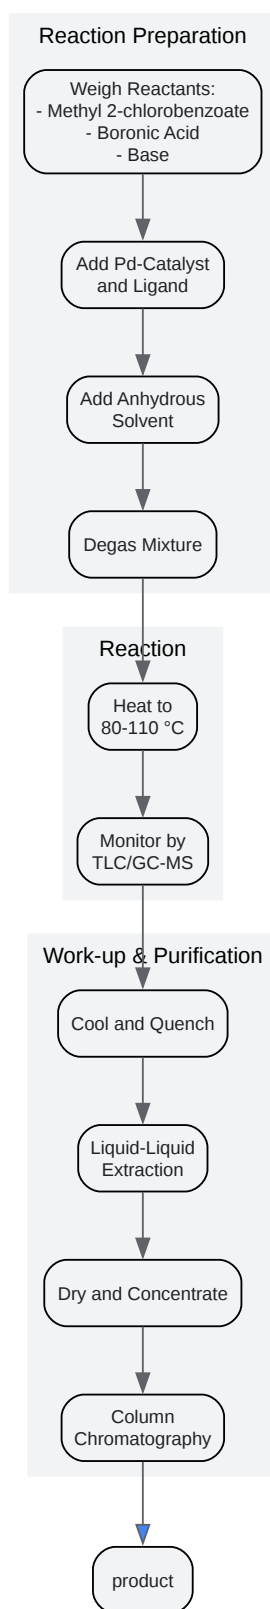 Reaction Preparation
Weigh Reactants:
- Methyl 2-chlorobenzoate
- Boronic Acid
- Base
Add Pd-Catalyst
and Ligand
Add Anhydrous
Solvent
Degas Mixture
Reaction
Heat to
80-110 °C
Monitor by
TLC/GC-MS
Work-up & Purification
Cool and Quench
Liquid-Liquid
Extraction
Dry and Concentrate
Column
Chromatography
product